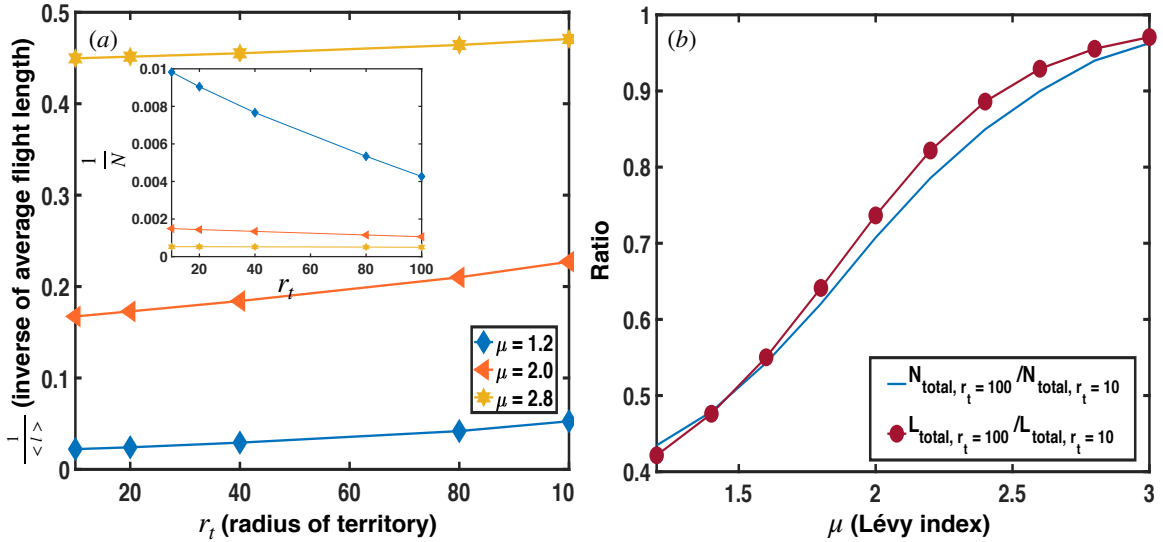 (a)
0.5
0.4
0.3
0.2
0.1
0
1/<l> (inverse of average flight length)
20
40
60
80
10
r_t (radius of territory)
0.01
0.008
0.006
0.004
0.002
0
1/N
20
40
60
80
100
r_t
μ = 1.2
μ = 2.0
μ = 2.8
(b)
1
0.9
0.8
0.7
0.6
0.5
0.4
Ratio
1.5
2
2.5
3
μ (Lévy index)
N_total, r_t = 100 /N_total, r_t = 10
L_total, r_t = 100 /L_total, r_t = 10